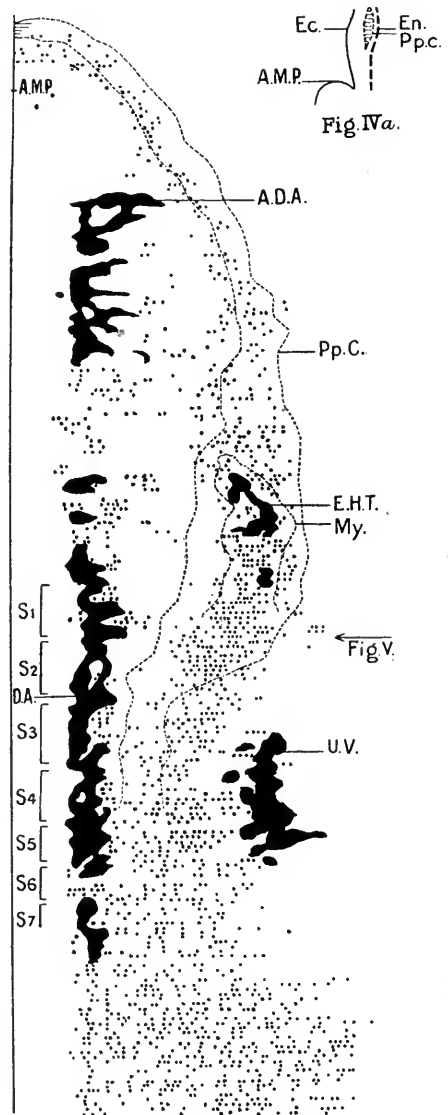 Ec.
En.
Pp.c.
A.M.P.
Fig. IVa.
A.M.P.
A.D.A.
Pp.C.
E.H.T.
My.
S1
Fig. V.
S2
D.A.
S3
U.V.
S4
S5
S6
S7